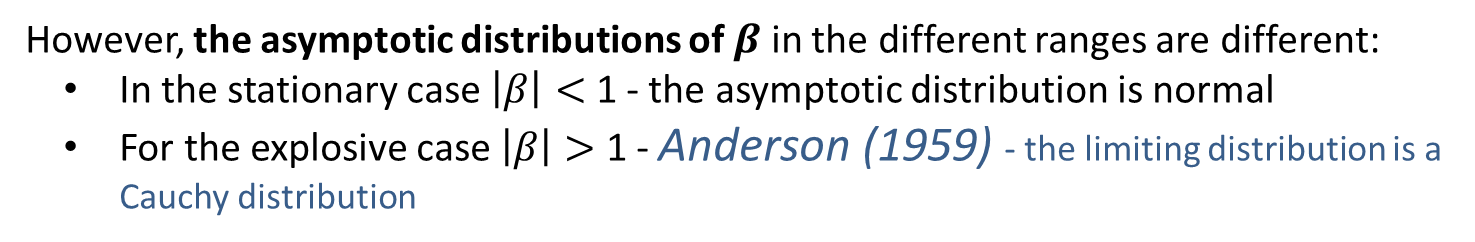 However, the asymptotic distributions of β in the different ranges are different:
• In the stationary case |β| < 1 - the asymptotic distribution is normal
• For the explosive case |β| > 1 - Anderson (1959) - the limiting distribution is a
Cauchy distribution